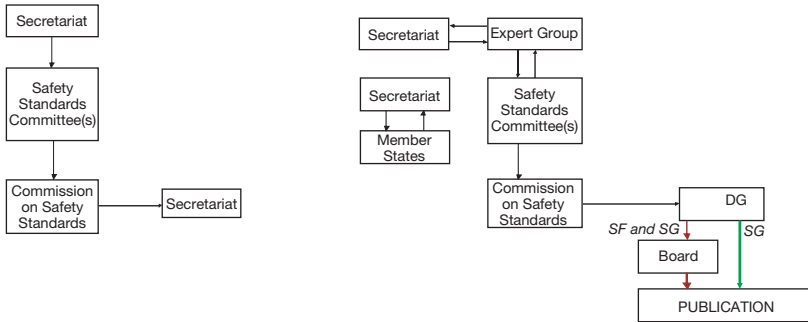 Secretariat
Safety
Standards
Committee(s)
Commission
on Safety
Standards
Secretariat
Secretariat
Expert Group
Secretariat
Member
States
Safety
Standards
Committee(s)
Commission
on Safety
Standards
DG
SF and SG
SG
Board
PUBLICATION